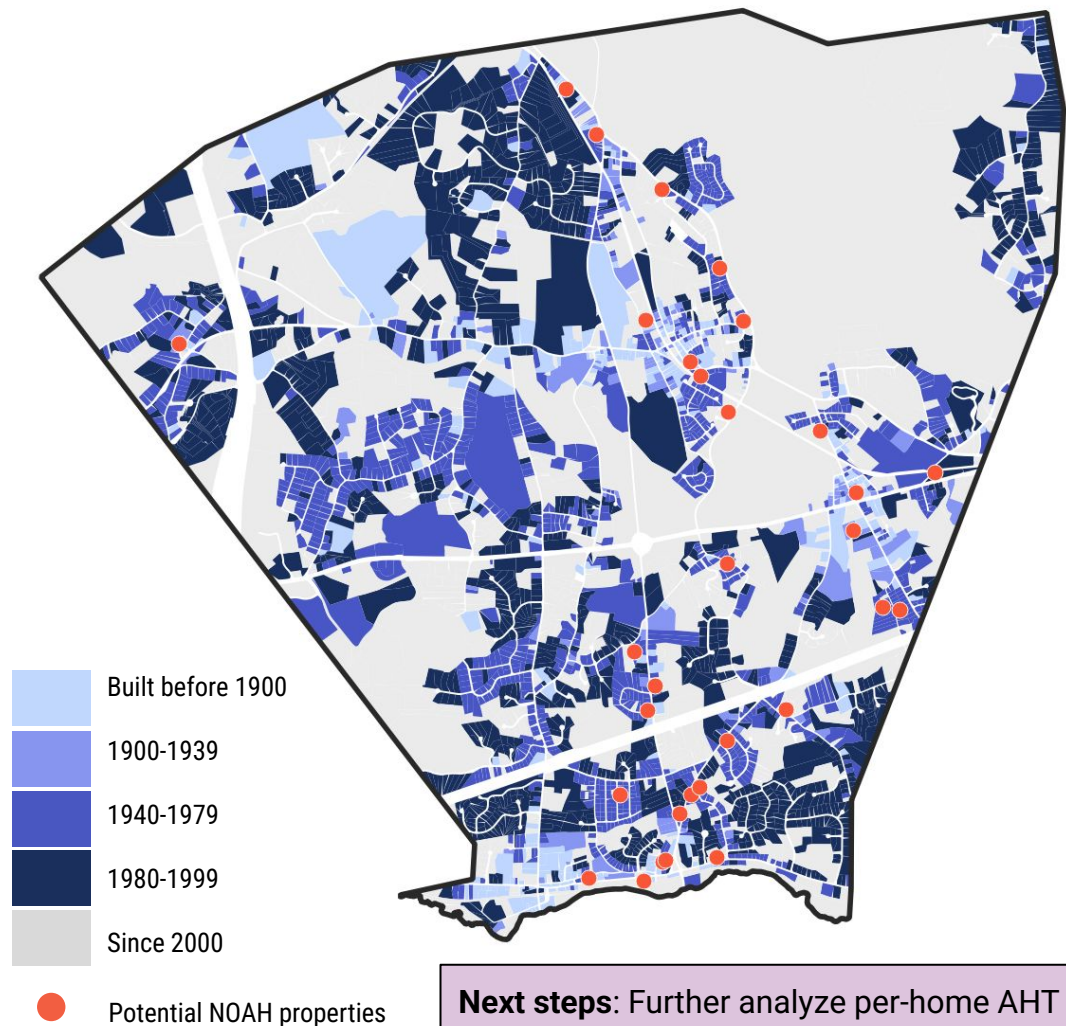 Built before 1900
1900-1939
1940-1979
1980-1999
Since 2000
Potential NOAH properties
Next steps: Further analyze per-home AHT